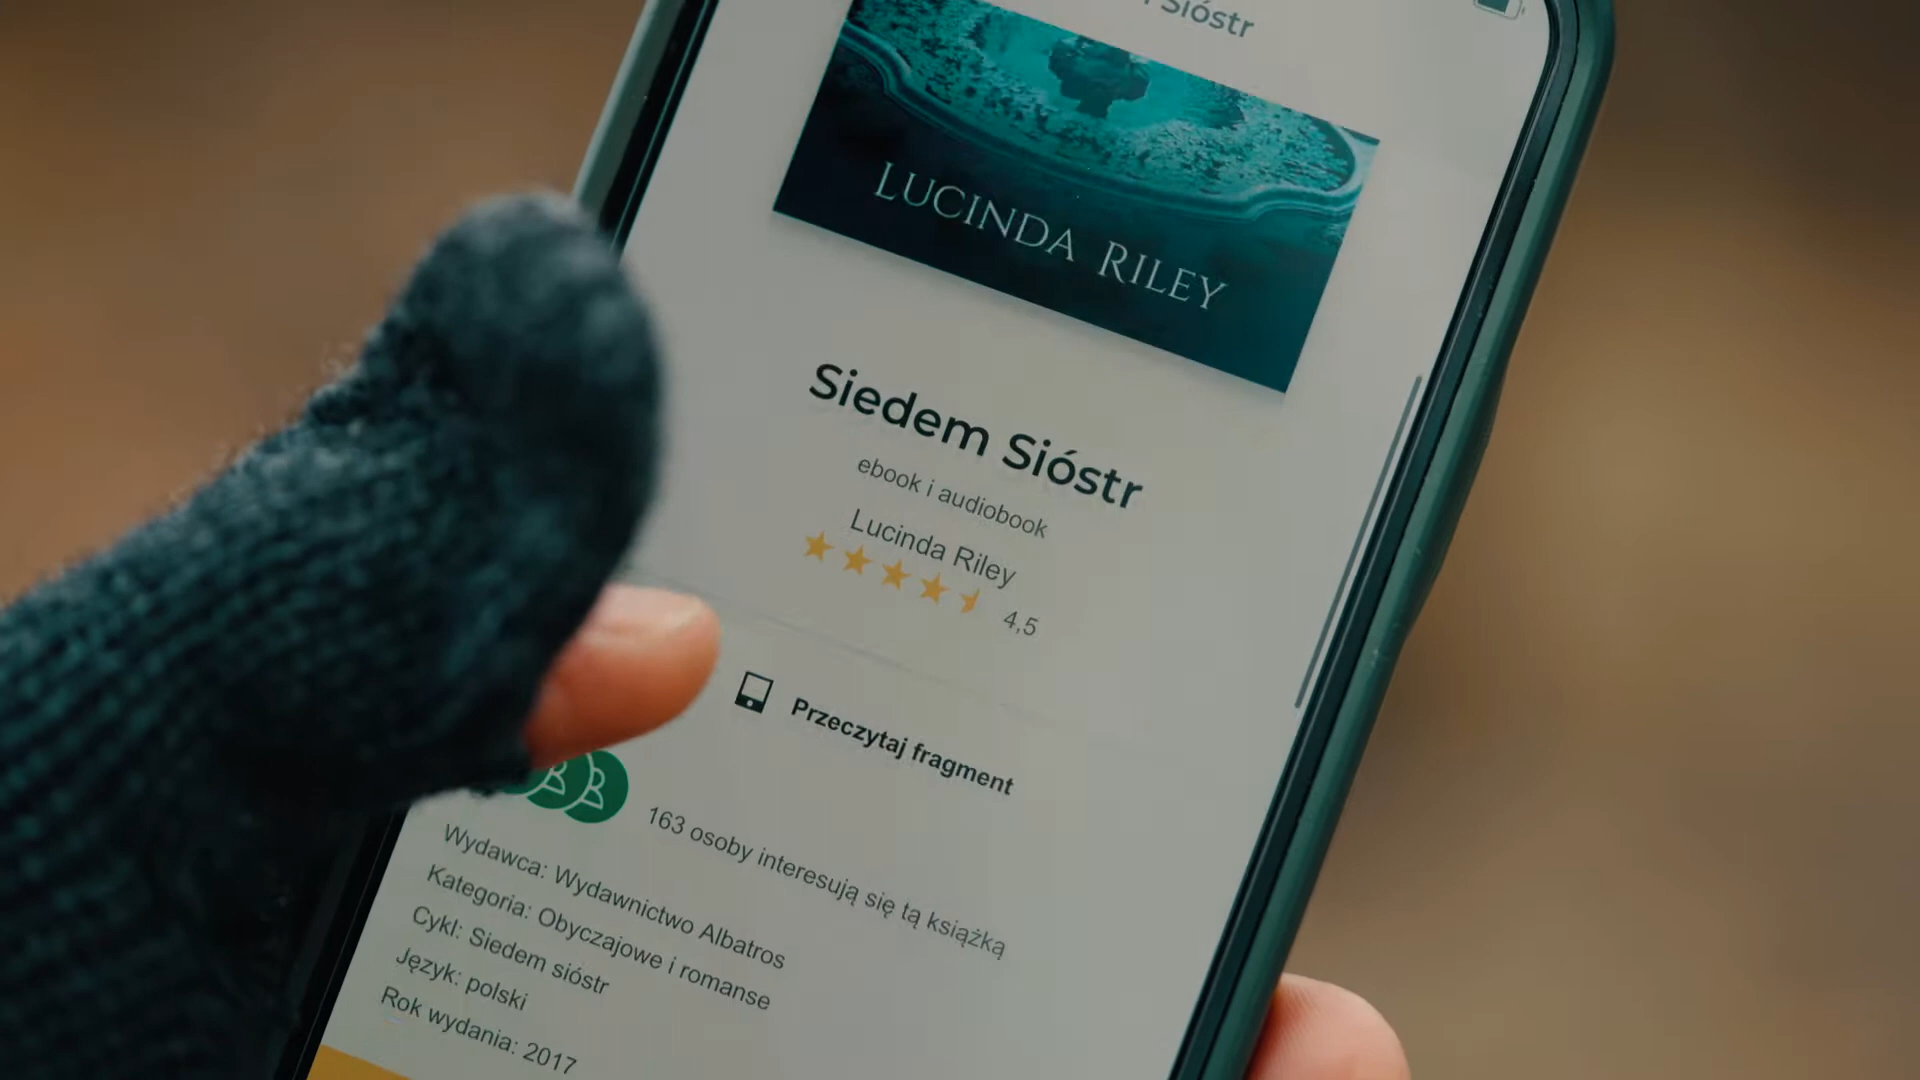 Sióstr
LUCINDA RILEY
Siedem Sióstr
ebook i audiobook
Lucinda Riley
4,5
Przeczytaj fragment
163 osoby interesują się tą książką
Wydawca: Wydawnictwo Albatros
Kategoria: Obyczajowe i romanse
Cykl: Siedem sióstr
Język: polski
Rok wydania: 2017